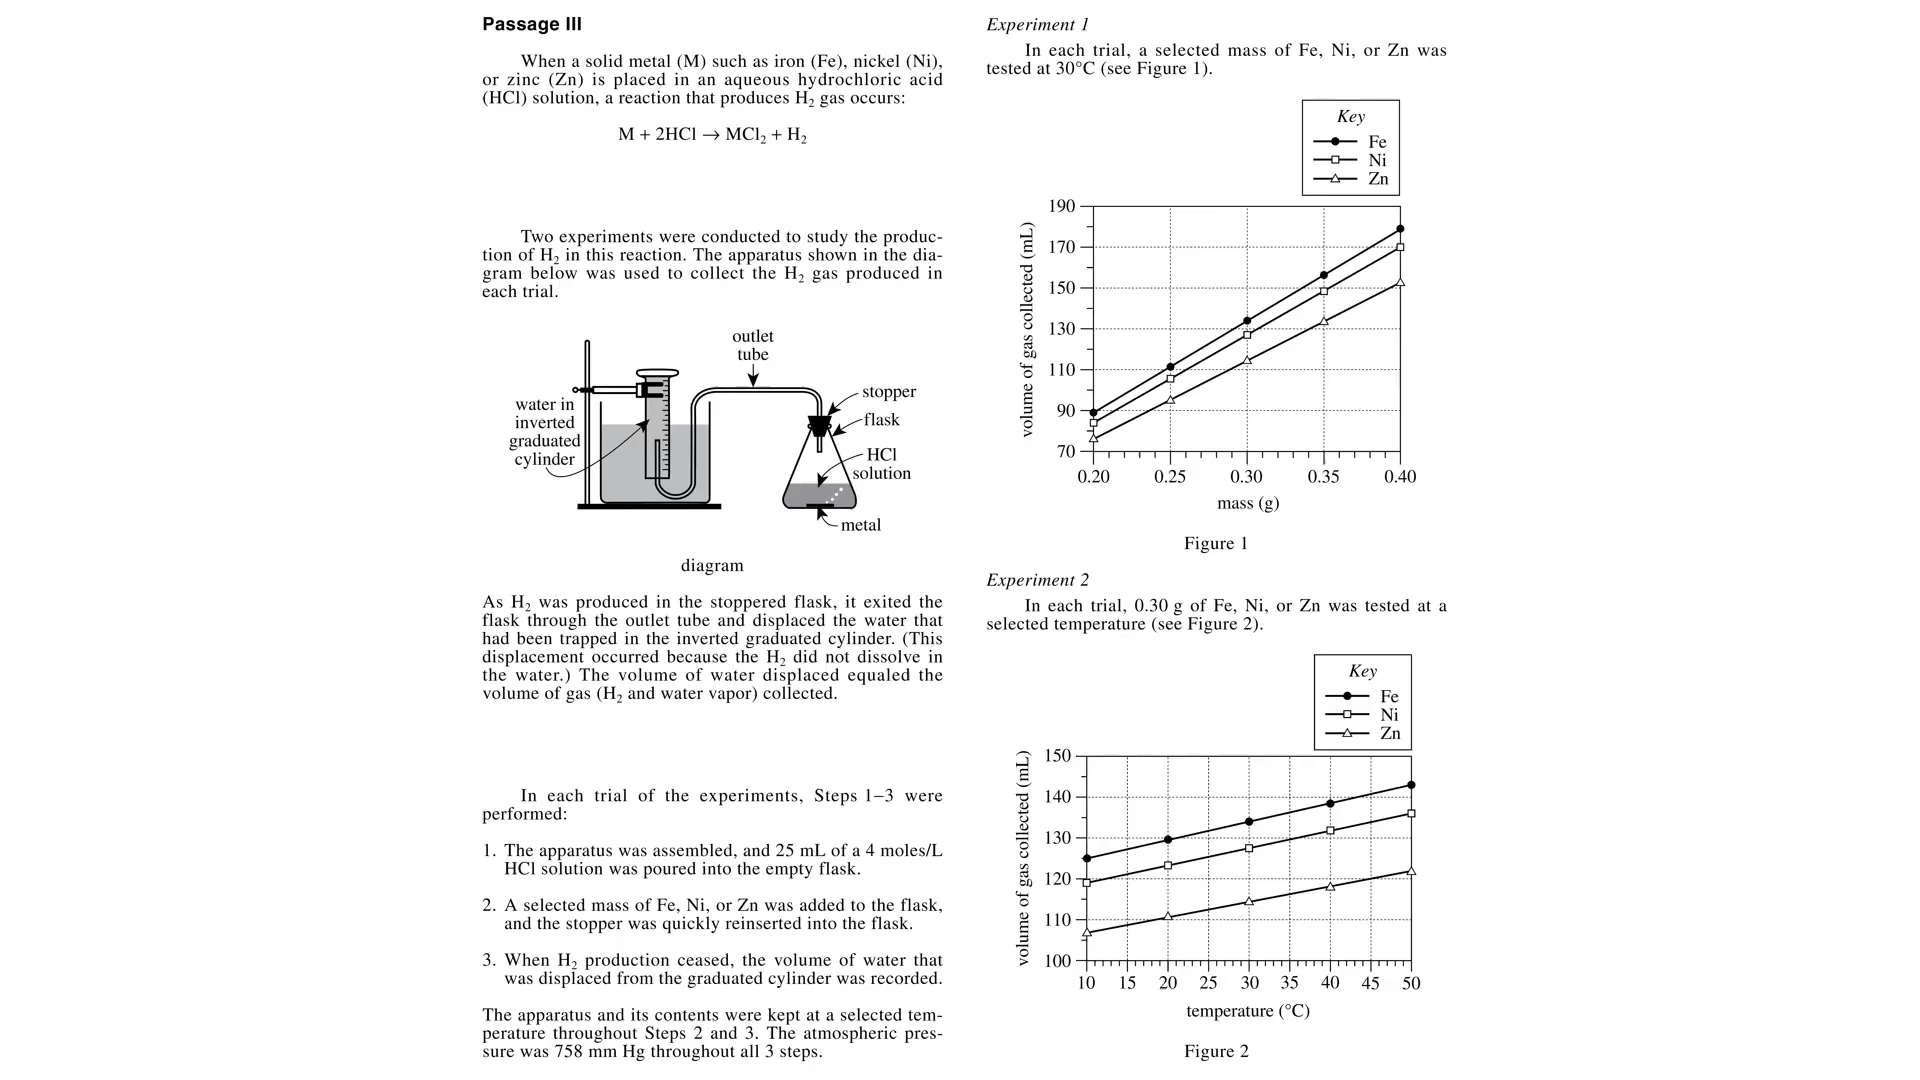 Passage III
When a solid metal (M) such as iron (Fe), nickel (Ni),
or zinc (Zn) is placed in an aqueous hydrochloric acid
(HCl) solution, a reaction that produces H₂ gas occurs:
M + 2HCl → MCl₂ + H₂
Two experiments were conducted to study the produc-
tion of H₂ in this reaction. The apparatus shown in the dia-
gram below was used to collect the H₂ gas produced in
each trial.
outlet
tube
stopper
flask
HCl
solution
metal
water in
inverted
graduated
cylinder
diagram
As H₂ was produced in the stoppered flask, it exited the
flask through the outlet tube and displaced the water that
had been trapped in the inverted graduated cylinder. (This
displacement occurred because the H₂ did not dissolve in
the water.) The volume of water displaced equaled the
volume of gas (H₂ and water vapor) collected.
In each trial of the experiments, Steps 1–3 were
performed:
1. The apparatus was assembled, and 25 mL of a 4 moles/L
HCl solution was poured into the empty flask.
2. A selected mass of Fe, Ni, or Zn was added to the flask,
and the stopper was quickly reinserted into the flask.
3. When H₂ production ceased, the volume of water that
was displaced from the graduated cylinder was recorded.
The apparatus and its contents were kept at a selected tem-
perature throughout Steps 2 and 3. The atmospheric pres-
sure was 758 mm Hg throughout all 3 steps.
Experiment 1
In each trial, a selected mass of Fe, Ni, or Zn was
tested at 30°C (see Figure 1).
Key
Fe
Ni
Zn
volume of gas collected (mL)
190
170
150
130
110
90
70
0.20 0.25 0.30 0.35 0.40
mass (g)
Figure 1
Experiment 2
In each trial, 0.30 g of Fe, Ni, or Zn was tested at a
selected temperature (see Figure 2).
Key
Fe
Ni
Zn
volume of gas collected (mL)
150
140
130
120
110
100
10 15 20 25 30 35 40 45 50
temperature (°C)
Figure 2